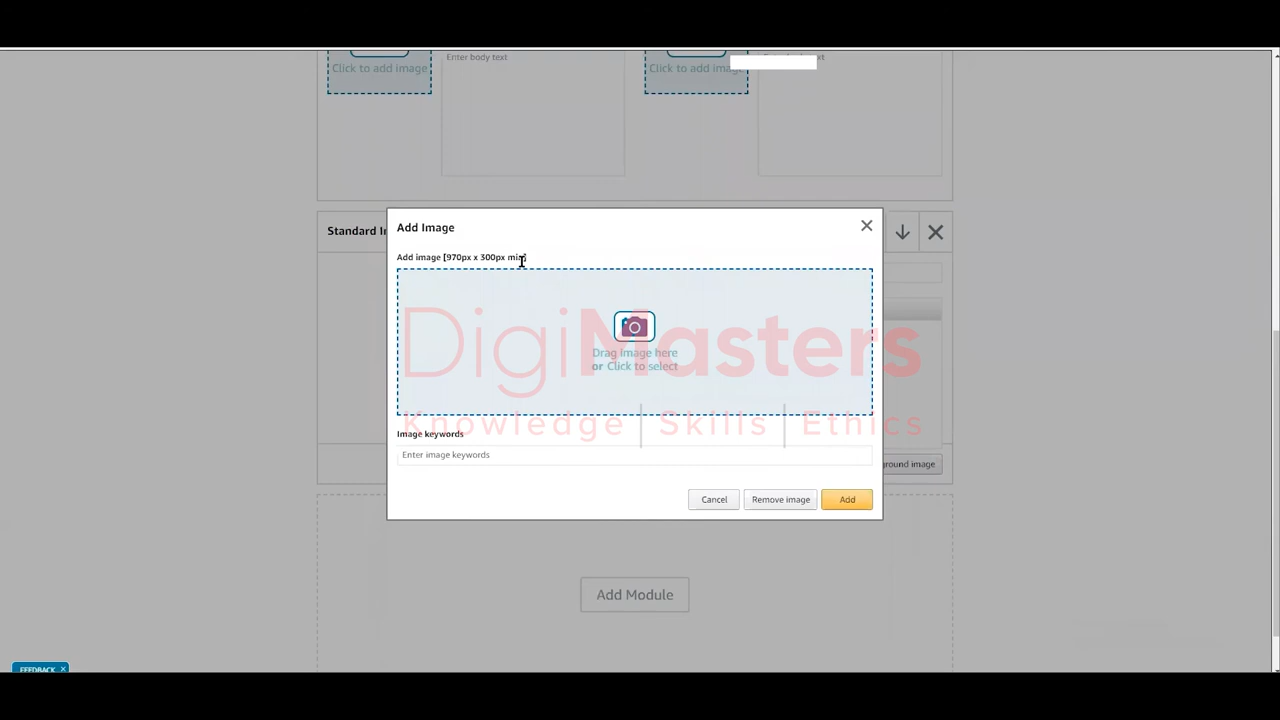 Enter body text
Click to add image
Click to add image
Standard
Add Image
Add image [970px x 300px
Drag image here
or Click to select
DigiMasters
Knowledge | Skills | Ethics
Image keywords
Enter image keywords
ground image
Cancel
Remove image
Add
Add Module
FEEDBACK